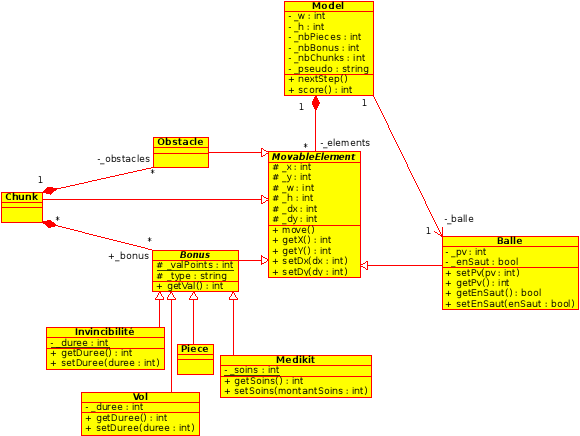 Model
- _w : int
- _h : int
- _nbPieces : int
- _nbBonus : int
- _nbChunks : int
- _pseudo : string
+ nextStep()
+ score() : int
1
1
*
- _elements
Obstacle
- _obstacles
*
1
Chunk
*
*
+ _bonus
MovableElement
# _x : int
# _y : int
# _w : int
# _h : int
# _dx : int
# _dy : int
+ move()
+ getX() : int
+ getY() : int
+ setDx(dx : int)
+ setDy(dy : int)
- _balle
1
Balle
- _pv : int
- _enSaut : bool
+ setPv(pv : int)
+ getPv() : int
+ getEnSaut() : bool
+ setEnSaut(enSaut : bool)
Bonus
# _valPoints : int
# _type : string
+ getVal() : int
Invincibilité
- _duree : int
+ getDuree() : int
+ setDuree(duree : int)
Piece
Medikit
- _soins : int
+ getSoins() : int
+ setSoins(montantSoins : int)
Vol
- _duree : int
+ getDuree() : int
+ setDuree(duree : int)